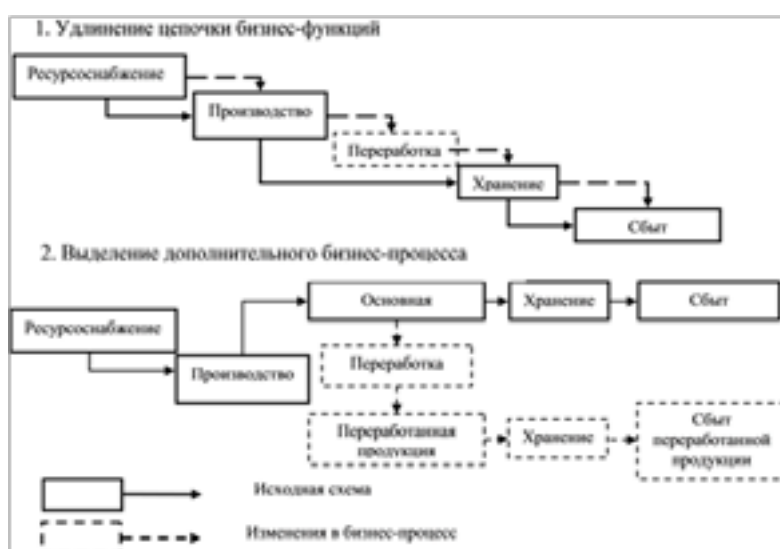 1. Удлинение цепочки бизнес-функций
Ресурсоснабжение
Производство
Переработка
Хранение
Сбыт
2. Выделение дополнительного бизнес-процесса
Основная
Хранение
Сбыт
Ресурсоснабжение
Переработка
Производство
Переработанная
продукция
Хранение
Сбыт
переработанной
продукции
Исходная схема
Изменения в бизнес-процесс